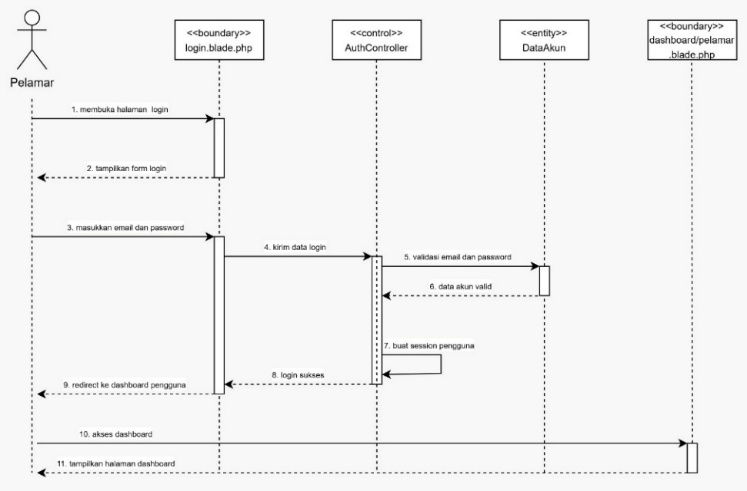 Pelamar
<<boundary>>
login.blade.php
<<control>>
AuthController
<<entity>>
DataAkun
<<boundary>>
dashboard/pelamar
.blade.php
1. membuka halaman login
2. tampilkan form login
3. masukkan email dan password
4. kirim data login
5. validasi email dan password
6. data akun valid
7. buat session pengguna
8. login sukses
9. redirect ke dashboard pengguna
10. akses dashboard
11. tampilkan halaman dashboard